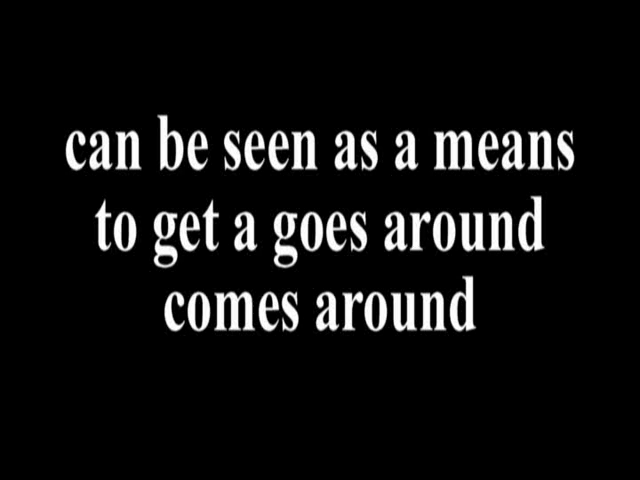 can be seen as a means
to get a goes around
comes around